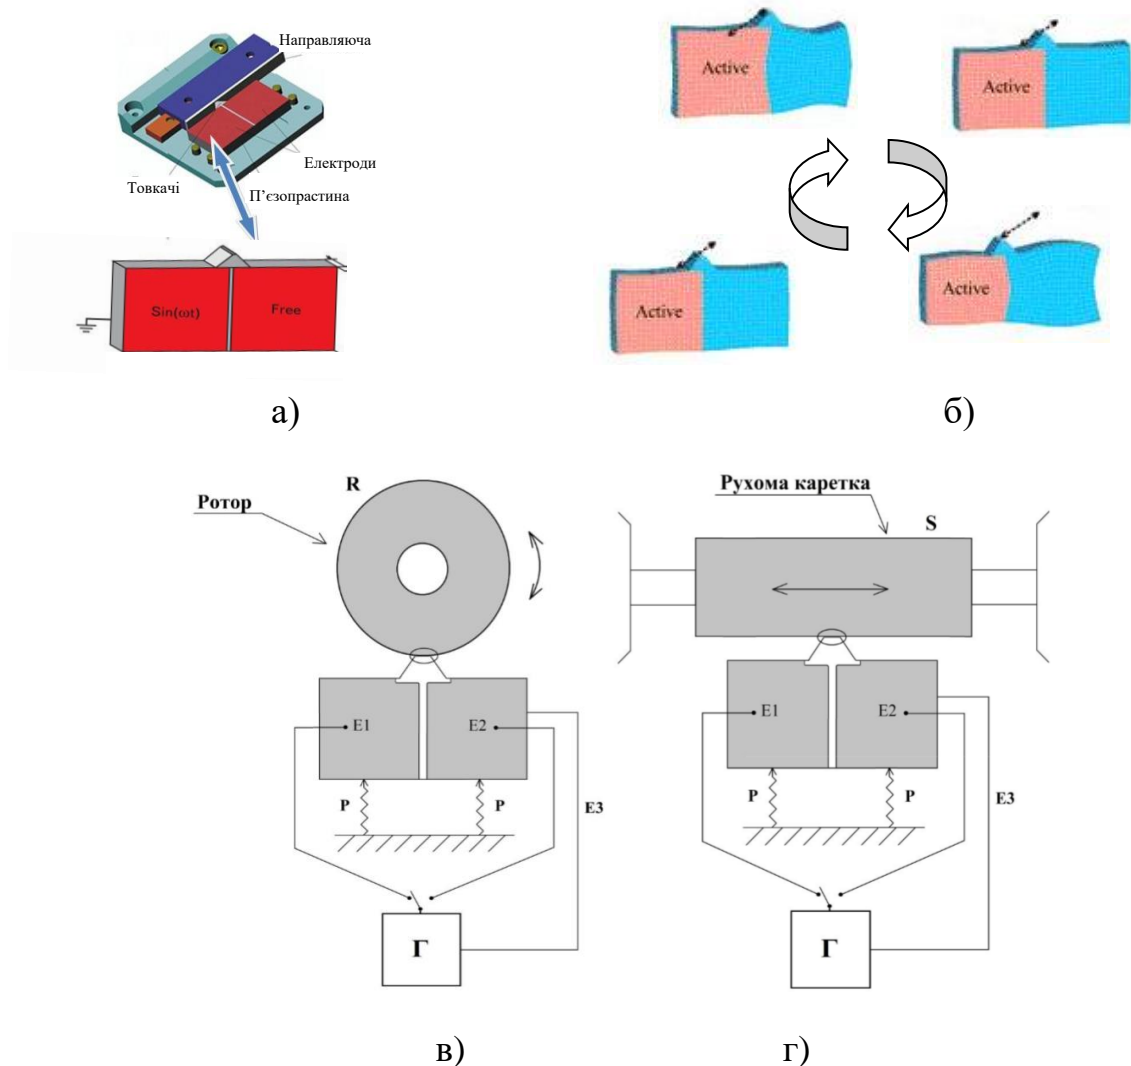 Направляюча
Електроди
Товкачі
П’єзопрастина
Sin(ωt)
Free
а)
Active
Active
Active
Active
б)
Ротор
R
E1
E2
P
P
E3
Г
в)
Рухома каретка
S
E1
E2
P
P
E3
Г
г)